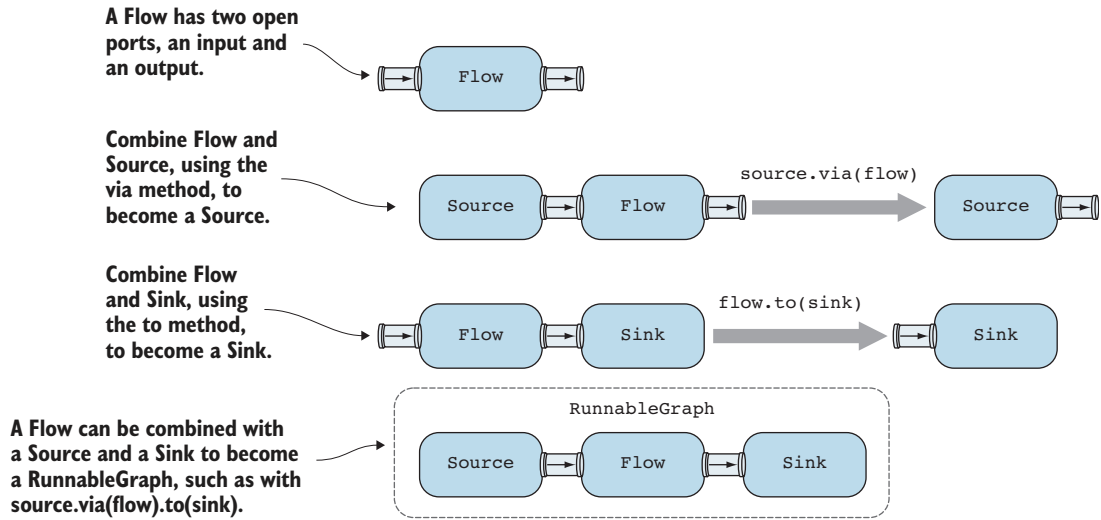 A Flow has two open
ports, an input and
an output.
Flow
Combine Flow and
Source, using the
via method, to
become a Source.
Source
Flow
source.via(flow)
Source
Combine Flow
and Sink, using
the to method,
to become a Sink.
Flow
Sink
flow.to(sink)
Sink
A Flow can be combined with
a Source and a Sink to become
a RunnableGraph, such as with
source.via(flow).to(sink).
RunnableGraph
Source
Flow
Sink